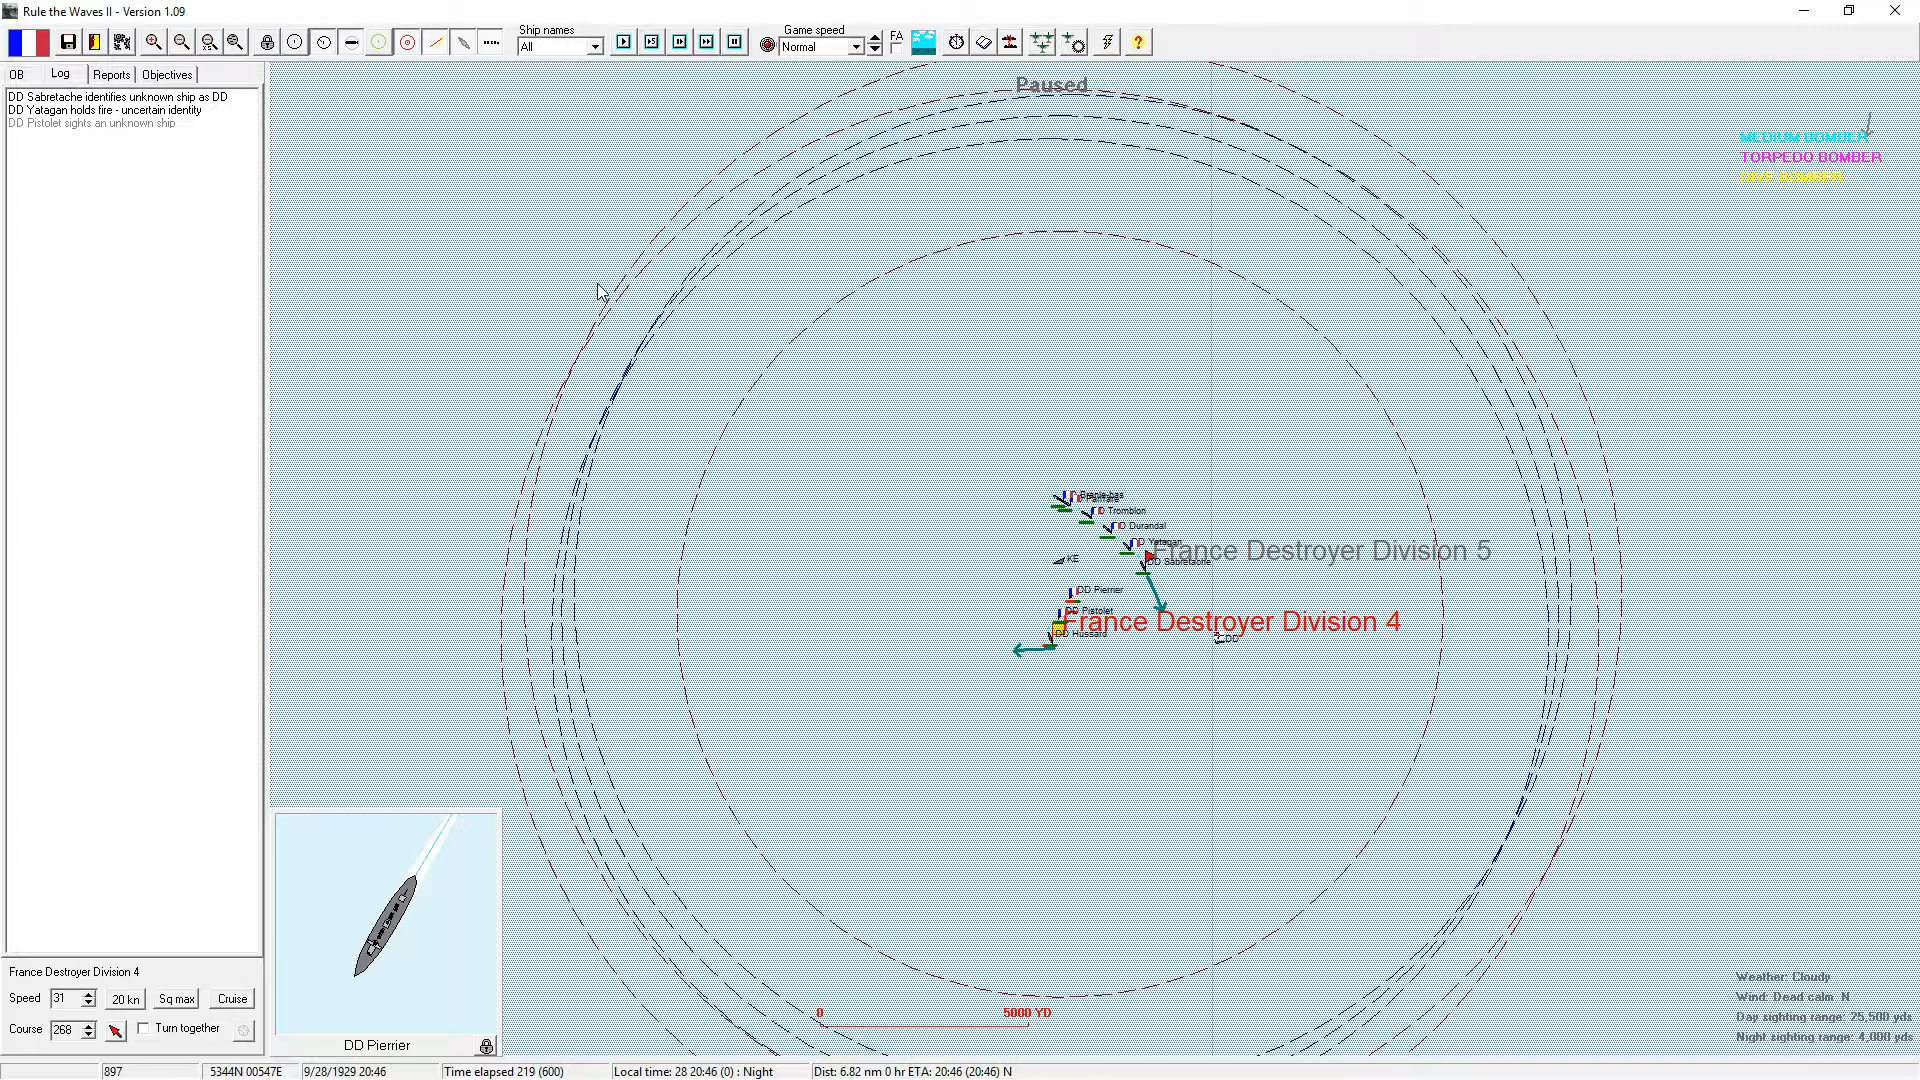 Rule the Waves II - Version 1.09
Ship names
All
Game speed
Normal
FA
OB
Log
Reports
Objectives
DD Sabretache identifies unknown ship as DD
DD Yatagan holds fire - uncertain identity
DD Pistolet sights an unknown ship
Paused
MEDIUM BOMBER
TORPEDO BOMBER
DIVE BOMBER
DD Tromblon
DD Durandal
DD Yatagan
KE
France Destroyer Division 5
DD Sabretache
DD Pierrier
DD Pistolet
France Destroyer Division 4
DD Hussard
DD
0
5000 YD
Weather: Cloudy
Wind: Dead calm N
Day sighting range: 25,500 yds
Night sighting range: 4,000 yds
France Destroyer Division 4
Speed
31
20 kn
Sq max
Cruise
Course
268
Turn together
DD Pierrier
897
5344N 00547E
9/28/1929 20:46
Time elapsed 219 (600)
Local time: 28 20:46 (0) : Night
Dist: 6.82 nm 0 hr ETA: 20:46 (20:46) N